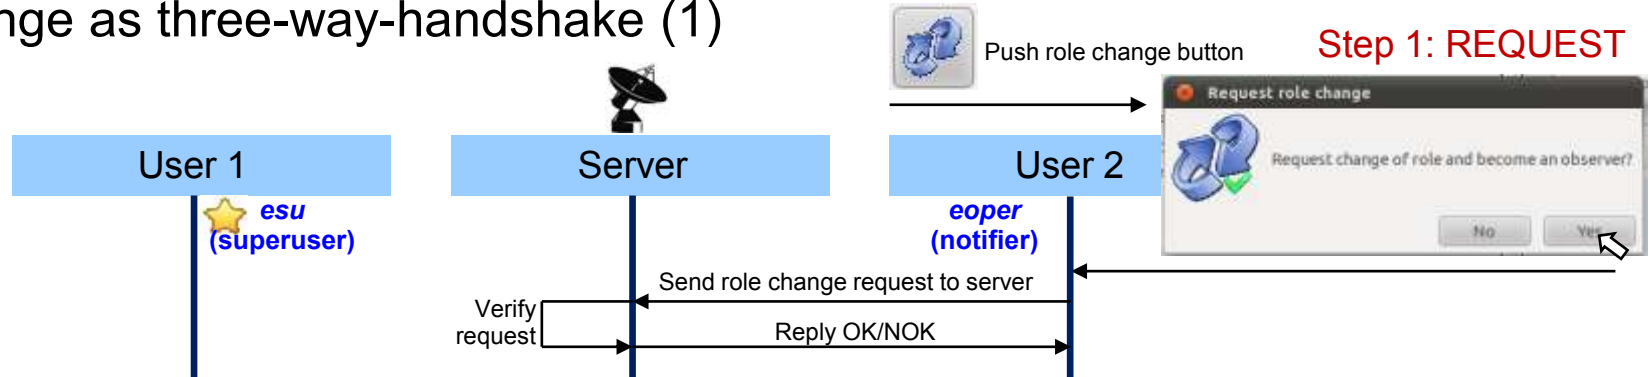 nge as three-way-handshake (1)
Push role change button
Step 1: REQUEST
Request role change
Request change of role and become an observer?
No
Yes
User 1
Server
User 2
esu
(superuser)
eoper
(notifier)
Send role change request to server
Verify
request
Reply OK/NOK